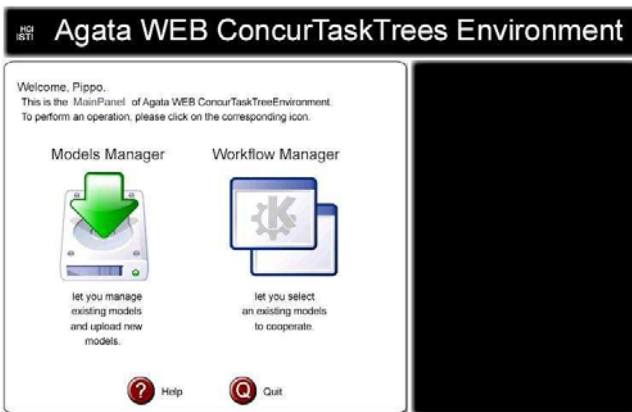 HCI
ISTI
Agata WEB ConcurTaskTrees Environment
Welcome, Pippo.
This is the MainPanel of Agata WEB ConcurTaskTreeEnvironment.
To perform an operation, please click on the corresponding icon.
Models Manager
Workflow Manager
K
let you manage
existing models
and upload new
models.
let you select
an existing models
to cooperate.
? Help
Q Quit